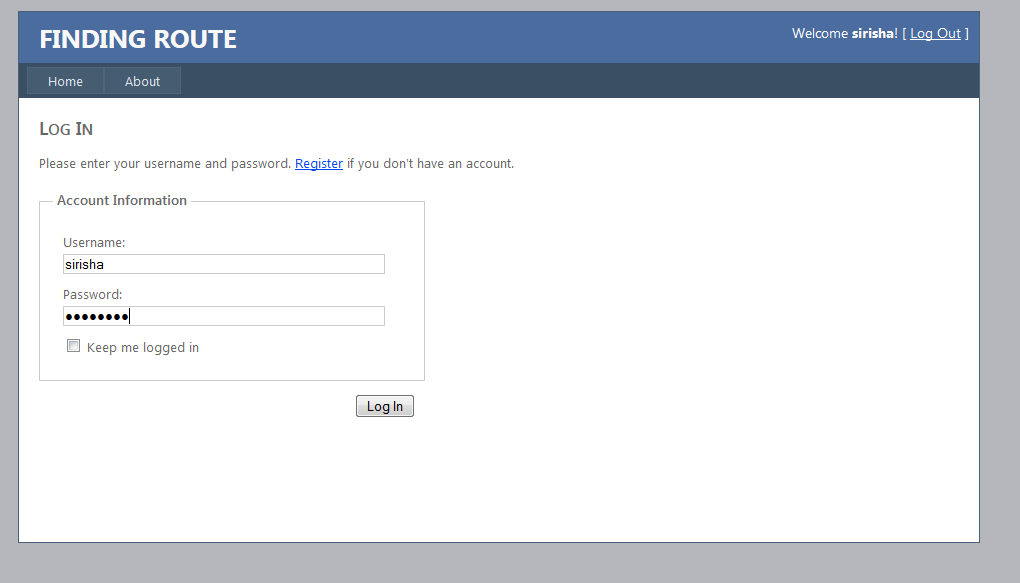 FINDING ROUTE
Welcome sirisha! [ Log Out ]
Home About
LOG IN
Please enter your username and password. Register if you don't have an account.
Account Information
Username:
sirisha
Password:
••••••••
Keep me logged in
Log In